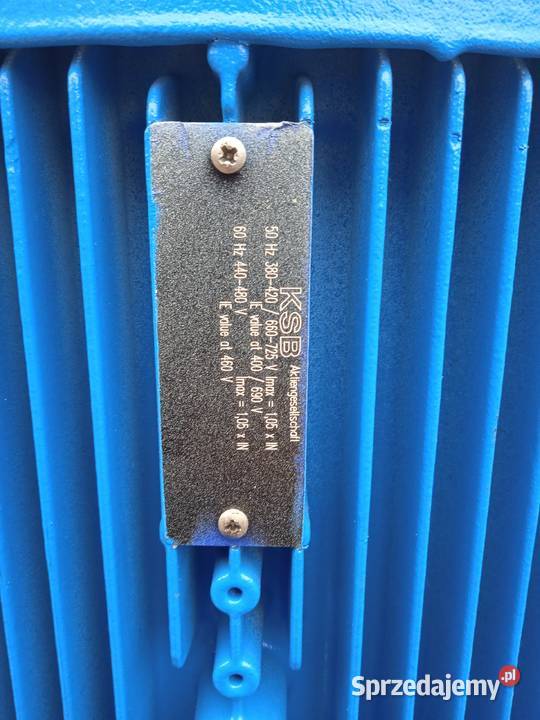 KSB Aktiengesellschaft
50 Hz 380-420 / 660-725 V Imax = 1,05 x IN
IE value at 400 / 690 V
60 Hz 440-480 V Imax = 1,05 x IN
IE value at 460 V
Sprzedajemy.pl